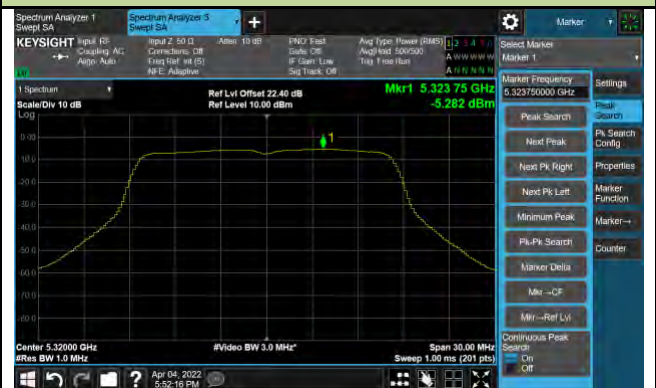 Spectrum Analyzer 1
Swept SA
Spectrum Analyzer 5
Swept SA
+
Marker
KEYSIGHT
Input: RF
Coupling: AC
Align: Auto
Input Z: 50 Ω
Corrections: Off
Freq Ref: Int (S)
NFE: Adaptive
Atten: 10 dB
PNO: Fast
Gate: Off
IF Gain: Low
Sig Track: Off
Avg Type: Power (RMS)
Avg|Hold: 500/500
Trig: Free Run
1 2 3 4 5 6
A W W W W W
A N N N N N
Select Marker
Marker 1
1 Spectrum
Scale/Div 10 dB
Log
Ref Lvl Offset 22.40 dB
Ref Level 10.00 dBm
Mkr1 5.323 75 GHz
-5.282 dBm
0.00
-10.0
-20.0
-30.0
-40.0
-50.0
-60.0
-70.0
-80.0
1
Marker Frequency
5.323750000 GHz
Peak Search
Next Peak
Next Pk Right
Next Pk Left
Minimum Peak
Pk-Pk Search
Marker Delta
Mkr→CF
Mkr→Ref Lvl
Continuous Peak
Search
On
Off
Settings
Peak
Search
Pk Search
Config
Properties
Marker
Function
Marker→
Counter
Center 5.32000 GHz
#Res BW 1.0 MHz
#Video BW 3.0 MHz*
Span 30.00 MHz
Sweep 1.00 ms (201 pts)
Apr 04, 2022
5:52:16 PM